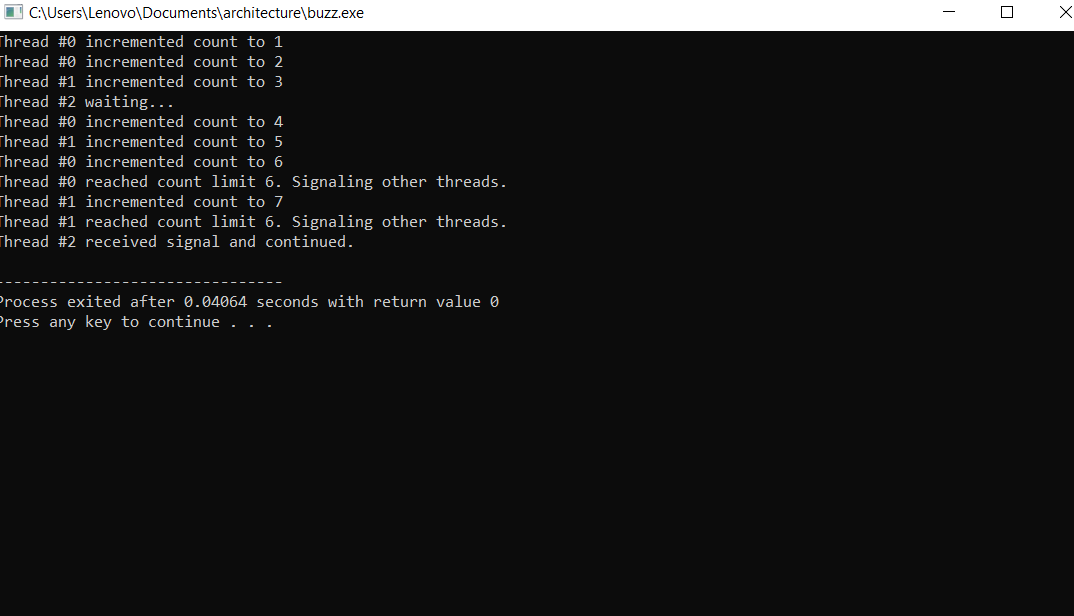 C:\Users\Lenovo\Documents\architecture\buzz.exe
Thread #0 incremented count to 1
Thread #0 incremented count to 2
Thread #1 incremented count to 3
Thread #2 waiting...
Thread #0 incremented count to 4
Thread #1 incremented count to 5
Thread #0 incremented count to 6
Thread #0 reached count limit 6. Signaling other threads.
Thread #1 incremented count to 7
Thread #1 reached count limit 6. Signaling other threads.
Thread #2 received signal and continued.
--------------------------------
Process exited after 0.04064 seconds with return value 0
Press any key to continue . . .